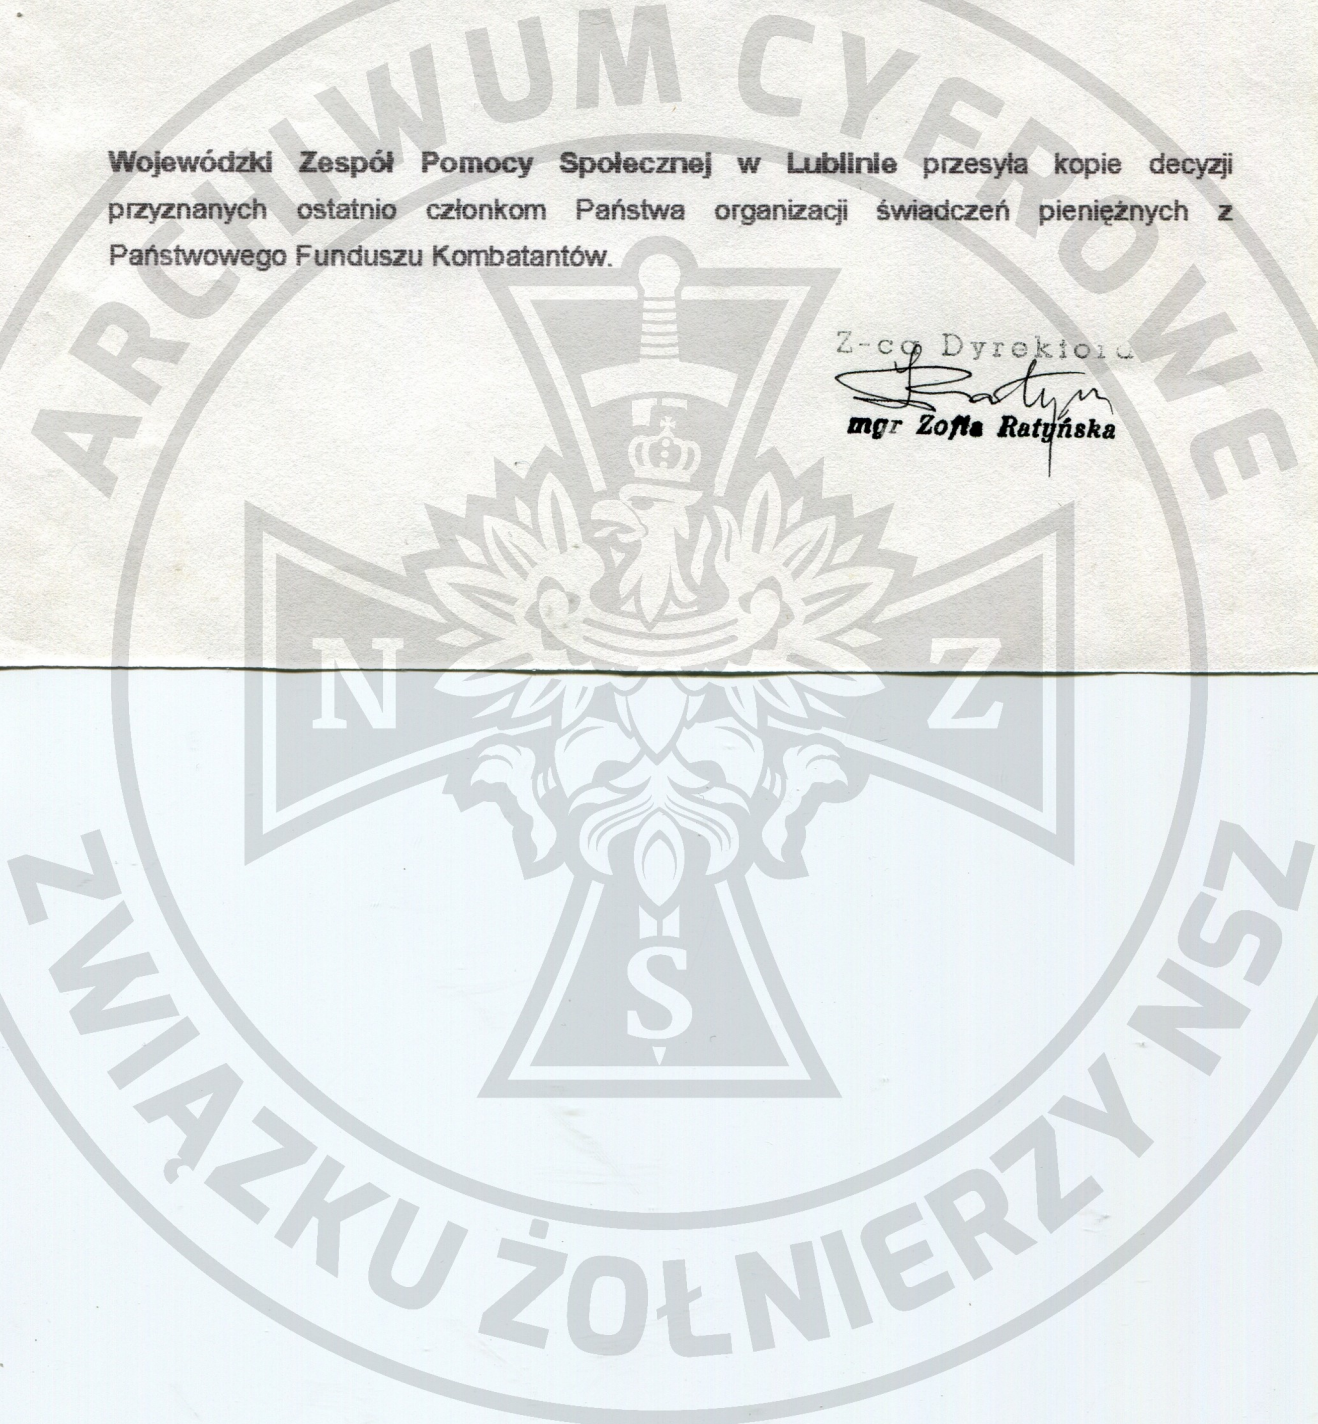 Wojewódzki Zespół Pomocy Społecznej w Lublinie przesyła kopie decyzji
przyznanych ostatnio członkom Państwa organizacji świadczeń pieniężnych z
Państwowego Funduszu Kombatantów.
Z-ca Dyrektora
mgr Zofia Ratyńska
ARCHIWUM CYFROWE
N Z
S
ZWIĄZKU ŻOŁNIERZY NSZ